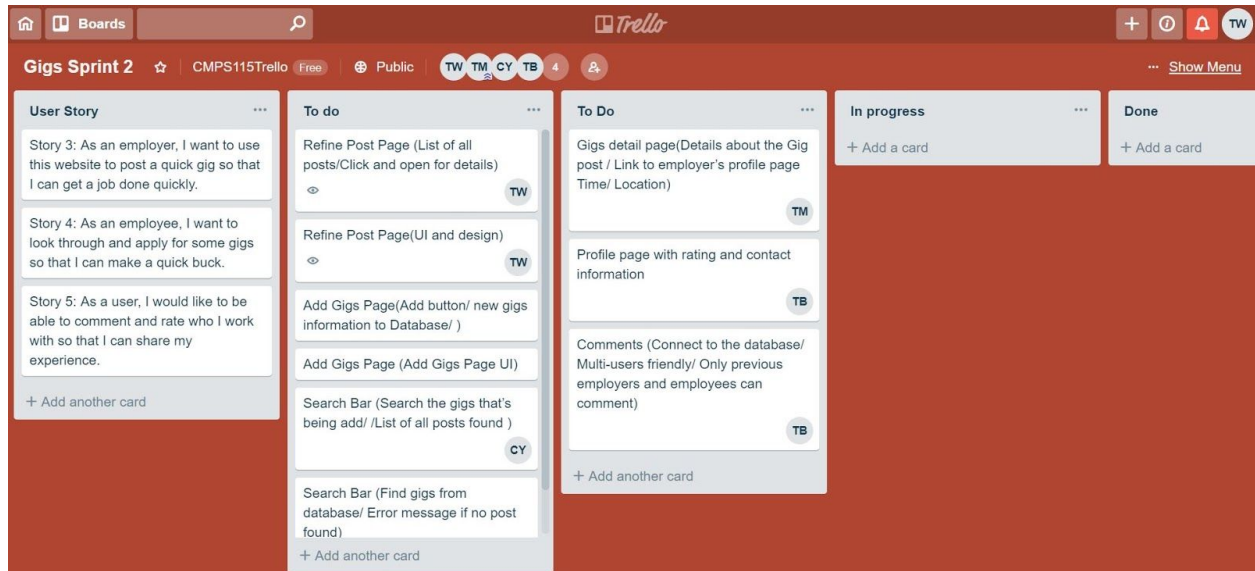 Boards
Trello
TW
Gigs Sprint 2
CMPS115Trello Free
Public
TW TM CY TB 4
Show Menu
User Story
Story 3: As an employer, I want to use
this website to post a quick gig so that
I can get a job done quickly.
Story 4: As an employee, I want to
look through and apply for some gigs
so that I can make a quick buck.
Story 5: As a user, I would like to be
able to comment and rate who I work
with so that I can share my
experience.
+ Add another card
To do
Refine Post Page (List of all
posts/Click and open for details)
TW
Refine Post Page(UI and design)
TW
Add Gigs Page(Add button/ new gigs
information to Database/ )
Add Gigs Page (Add Gigs Page UI)
Search Bar (Search the gigs that's
being add/ /List of all posts found )
CY
Search Bar (Find gigs from
database/ Error message if no post
found)
+ Add another card
To Do
Gigs detail page(Details about the Gig
post / Link to employer's profile page
Time/ Location)
TM
Profile page with rating and contact
information
TB
Comments (Connect to the database/
Multi-users friendly/ Only previous
employers and employees can
comment)
TB
+ Add another card
In progress
+ Add a card
Done
+ Add a card